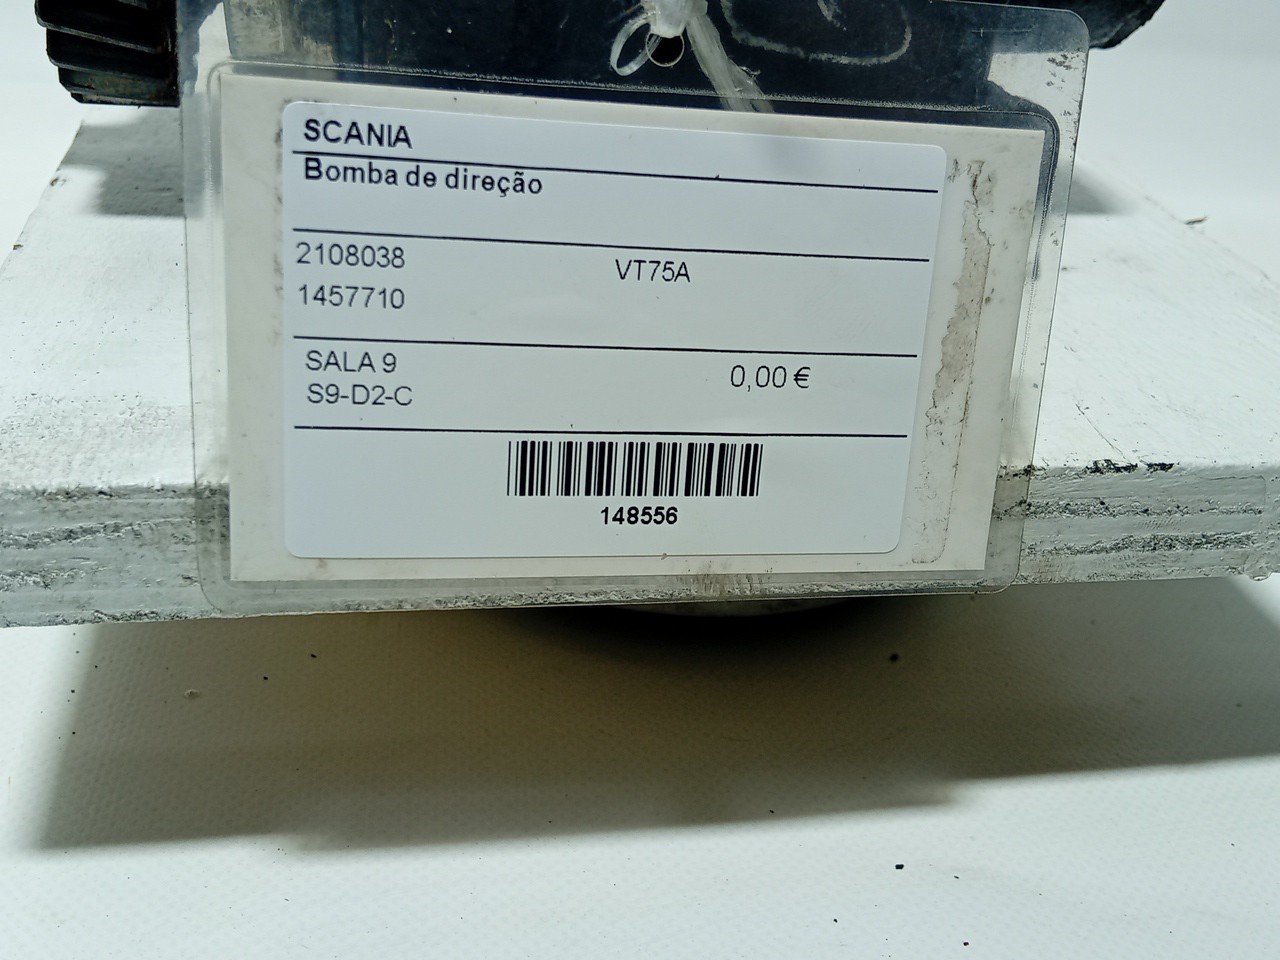 SCANIA
Bomba de direção
2108038 VT75A
1457710
SALA 9 0,00 €
S9-D2-C
148556